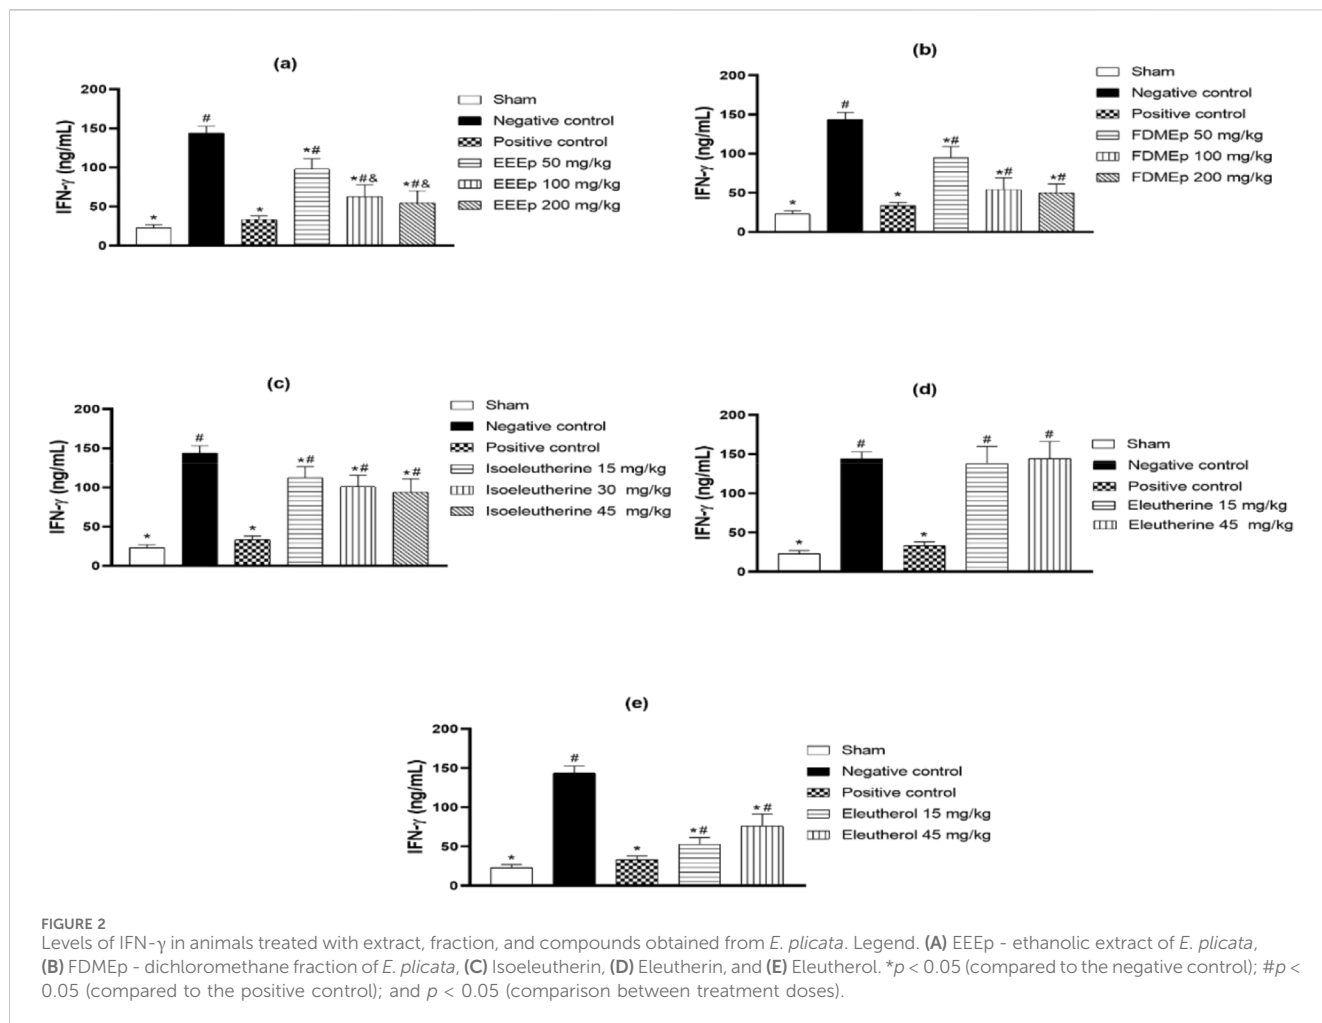 (a)
200
150
100
50
0
IFN-γ (ng/mL)
*
#
*
*#
*#&
*#&
Sham
Negative control
Positive control
EEEp 50 mg/kg
EEEp 100 mg/kg
EEEp 200 mg/kg
(b)
200
150
100
50
0
IFN-γ (ng/mL)
*
#
*
*#
*#
*#
Sham
Negative control
Positive control
FDMEp 50 mg/kg
FDMEp 100 mg/kg
FDMEp 200 mg/kg
(c)
200
150
100
50
0
IFN-γ (ng/mL)
*
#
*
*#
*#
*#
Sham
Negative control
Positive control
Isoeleutherine 15 mg/kg
Isoeleutherine 30 mg/kg
Isoeleutherine 45 mg/kg
(d)
200
150
100
50
0
IFN-γ (ng/mL)
*
#
*
#
#
Sham
Negative control
Positive control
Eleutherine 15 mg/kg
Eleutherine 45 mg/kg
(e)
200
150
100
50
0
IFN-γ (ng/mL)
*
#
*
*#
*#
Sham
Negative control
Positive control
Eleutherol 15 mg/kg
Eleutherol 45 mg/kg
FIGURE 2
Levels of IFN-γ in animals treated with extract, fraction, and compounds obtained from E. plicata. Legend. (A) EEEp - ethanolic extract of E. plicata,
(B) FDMEp - dichloromethane fraction of E. plicata, (C) Isoeleutherin, (D) Eleutherin, and (E) Eleutherol. *p < 0.05 (compared to the negative control); #p <
0.05 (compared to the positive control); and p < 0.05 (comparison between treatment doses).